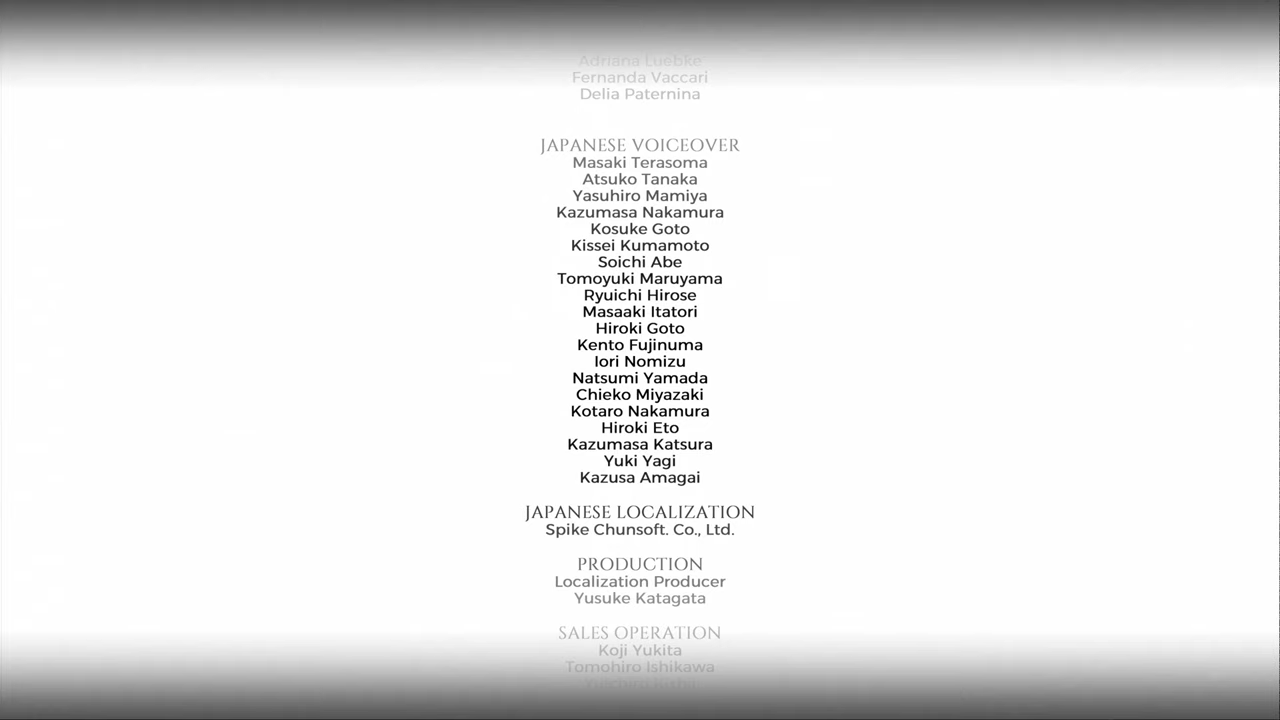 Adriana Luebke
Fernanda Vaccari
Delia Paternina
JAPANESE VOICEOVER
Masaki Terasoma
Atsuko Tanaka
Yasuhiro Mamiya
Kazumasa Nakamura
Kosuke Goto
Kissei Kumamoto
Soichi Abe
Tomoyuki Maruyama
Ryuichi Hirose
Masaaki Itatori
Hiroki Goto
Kento Fujinuma
Iori Nomizu
Natsumi Yamada
Chieko Miyazaki
Kotaro Nakamura
Hiroki Eto
Kazumasa Katsura
Yuki Yagi
Kazusa Amagai
JAPANESE LOCALIZATION
Spike Chunsoft. Co., Ltd.
PRODUCTION
Localization Producer
Yusuke Katagata
SALES OPERATION
Koji Yukita
Tomohiro Ishikawa